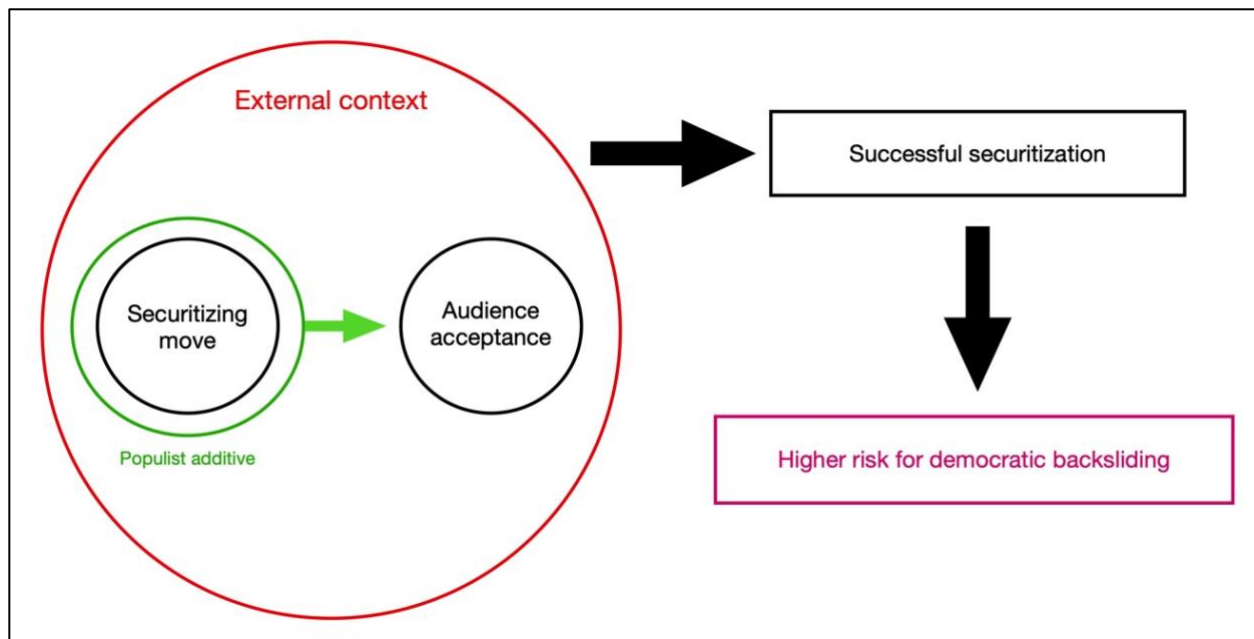 External context
Successful securitization
Securitizing
move
Audience
acceptance
Populist additive
Higher risk for democratic backsliding